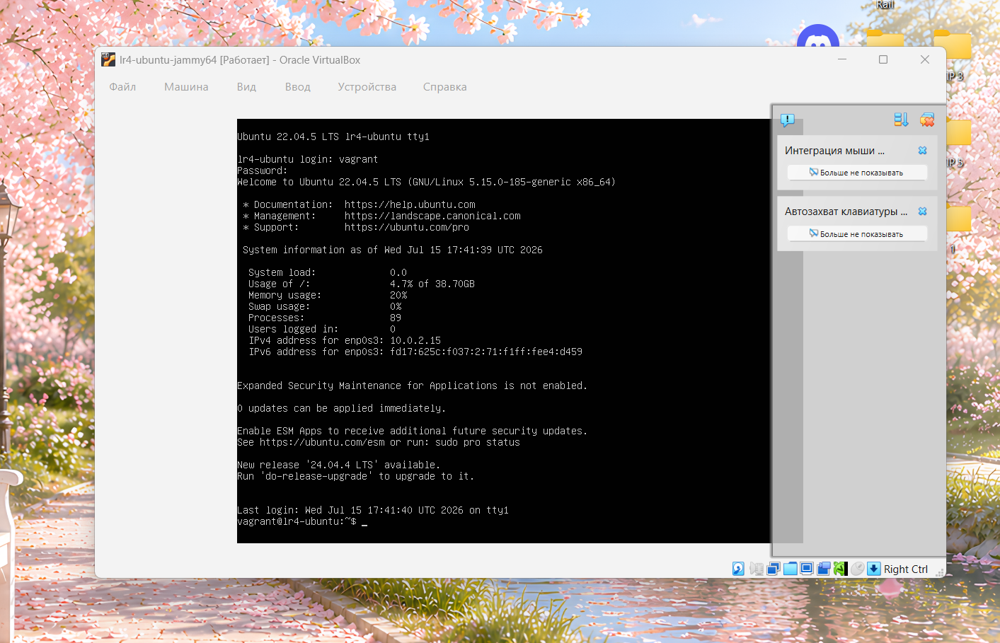 Rail
lr4-ubuntu-jammy64 [Работает] - Oracle VirtualBox
Файл Машина Вид Ввод Устройства Справка
Ubuntu 22.04.5 LTS lr4-ubuntu tty1
lr4-ubuntu login: vagrant
Password:
Welcome to Ubuntu 22.04.5 LTS (GNU/Linux 5.15.0-185-generic x86_64)
* Documentation: https://help.ubuntu.com
* Management: https://landscape.canonical.com
* Support: https://ubuntu.com/pro
System information as of Wed Jul 15 17:41:39 UTC 2026
System load: 0.0
Usage of /: 4.7% of 38.70GB
Memory usage: 20%
Swap usage: 0%
Processes: 89
Users logged in: 0
IPv4 address for enp0s3: 10.0.2.15
IPv6 address for enp0s3: fd17:625c:f037:2:71:f1ff:fee4:d459
Expanded Security Maintenance for Applications is not enabled.
0 updates can be applied immediately.
Enable ESM Apps to receive additional future security updates.
See https://ubuntu.com/esm or run: sudo pro status
New release '24.04.4 LTS' available.
Run 'do-release-upgrade' to upgrade to it.
Last login: Wed Jul 15 17:41:40 UTC 2026 on tty1
vagrant@lr4-ubuntu:~$ _
Интеграция мыши ...
Больше не показывать
Автозахват клавиатуры ...
Больше не показывать
Right Ctrl
3
5
1